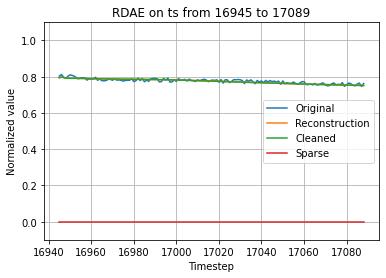 RDAE on ts from 16945 to 17089
Normalized value
1.0
0.8
0.6
0.4
0.2
0.0
Original
Reconstruction
Cleaned
Sparse
16940 16960 16980 17000 17020 17040 17060 17080
Timestep